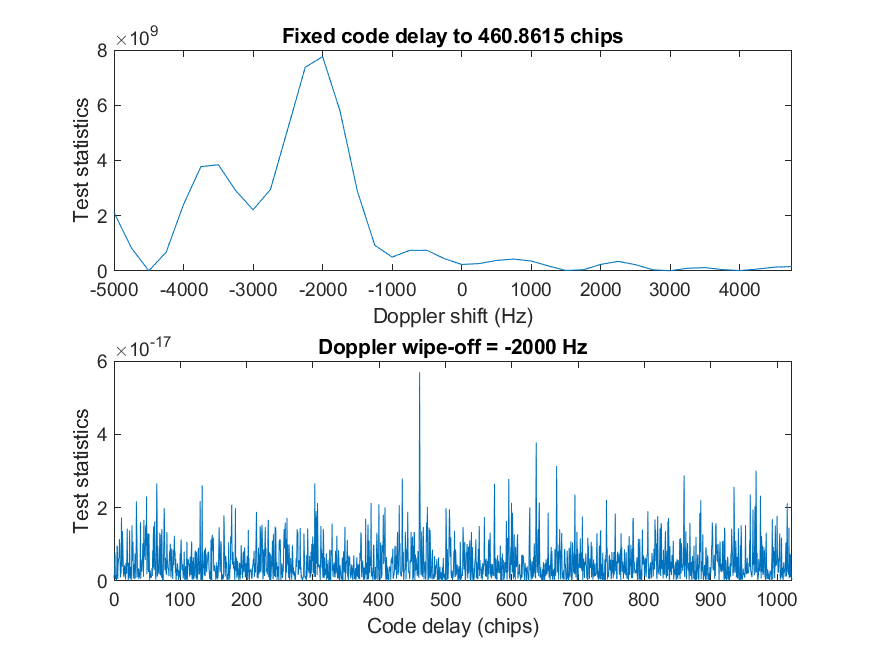 ×10^9
Fixed code delay to 460.8615 chips
8
6
4
2
0
Test statistics
-5000 -4000 -3000 -2000 -1000 0 1000 2000 3000 4000
Doppler shift (Hz)
×10^-17
Doppler wipe-off = -2000 Hz
6
4
2
0
Test statistics
0 100 200 300 400 500 600 700 800 900 1000
Code delay (chips)